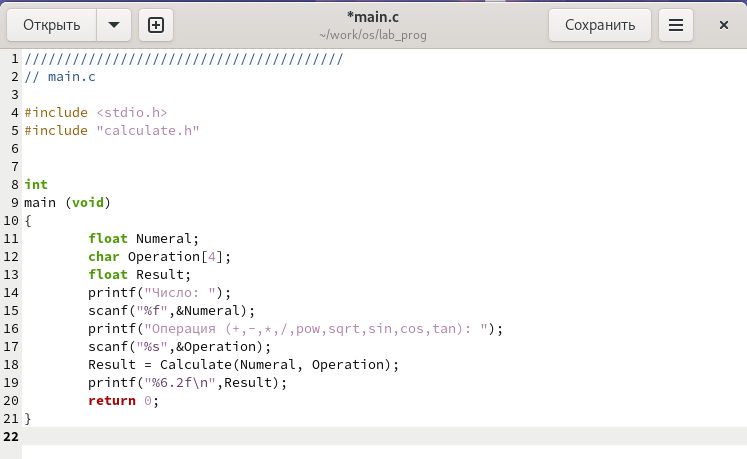 Открыть
*main.c
~/work/os/lab_prog
Сохранить
1 ////////////////////////////////////////
2 // main.c
3
4 #include <stdio.h>
5 #include "calculate.h"
6
7
8 int
9 main (void)
10 {
11         float Numeral;
12         char Operation[4];
13         float Result;
14         printf("Число: ");
15         scanf("%f",&Numeral);
16         printf("Операция (+,-,*,/,pow,sqrt,sin,cos,tan): ");
17         scanf("%s",&Operation);
18         Result = Calculate(Numeral, Operation);
19         printf("%6.2f\n",Result);
20         return 0;
21 }
22